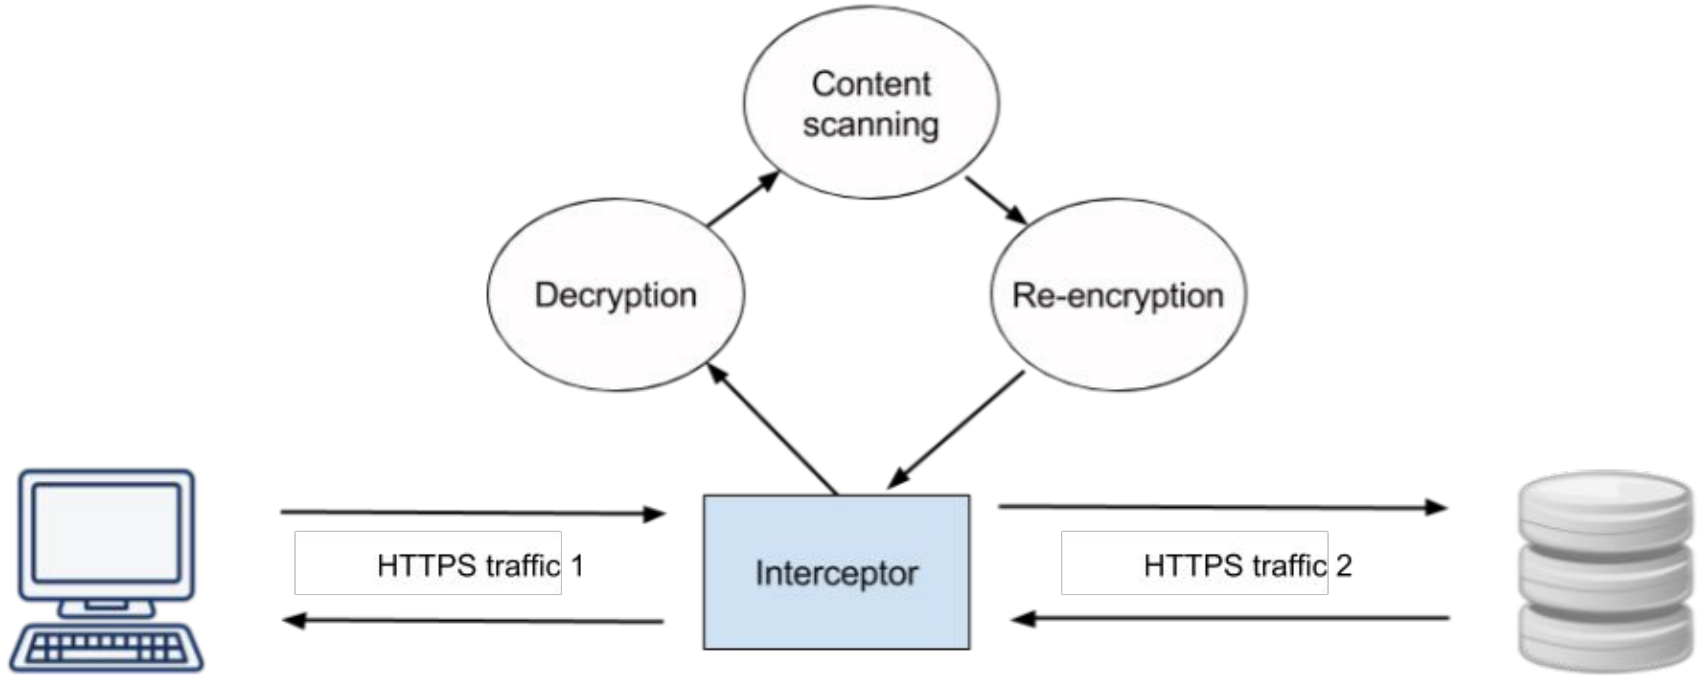 Content
scanning
Decryption
Re-encryption
HTTPS traffic 1
Interceptor
HTTPS traffic 2